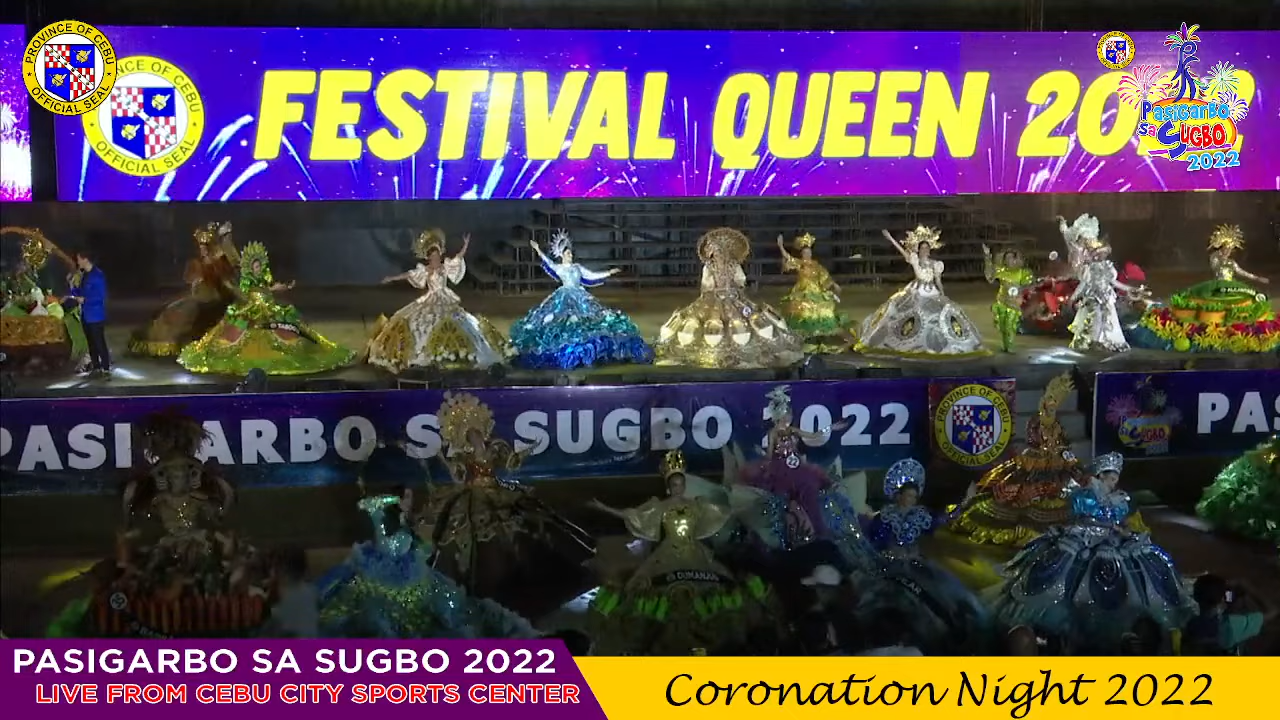 PROVINCE OF CEBU
OFFICIAL SEAL
PROVINCE OF CEBU
OFFICIAL SEAL
FESTIVAL QUEEN 20
Pasigarbo
sa SUGBO
2022
PASIGARBO SA SUGBO 2022
PROVINCE OF CEBU
OFFICIAL SEAL
PAS
DUMANJ
PASIGARBO SA SUGBO 2022
LIVE FROM CEBU CITY SPORTS CENTER
Coronation Night 2022